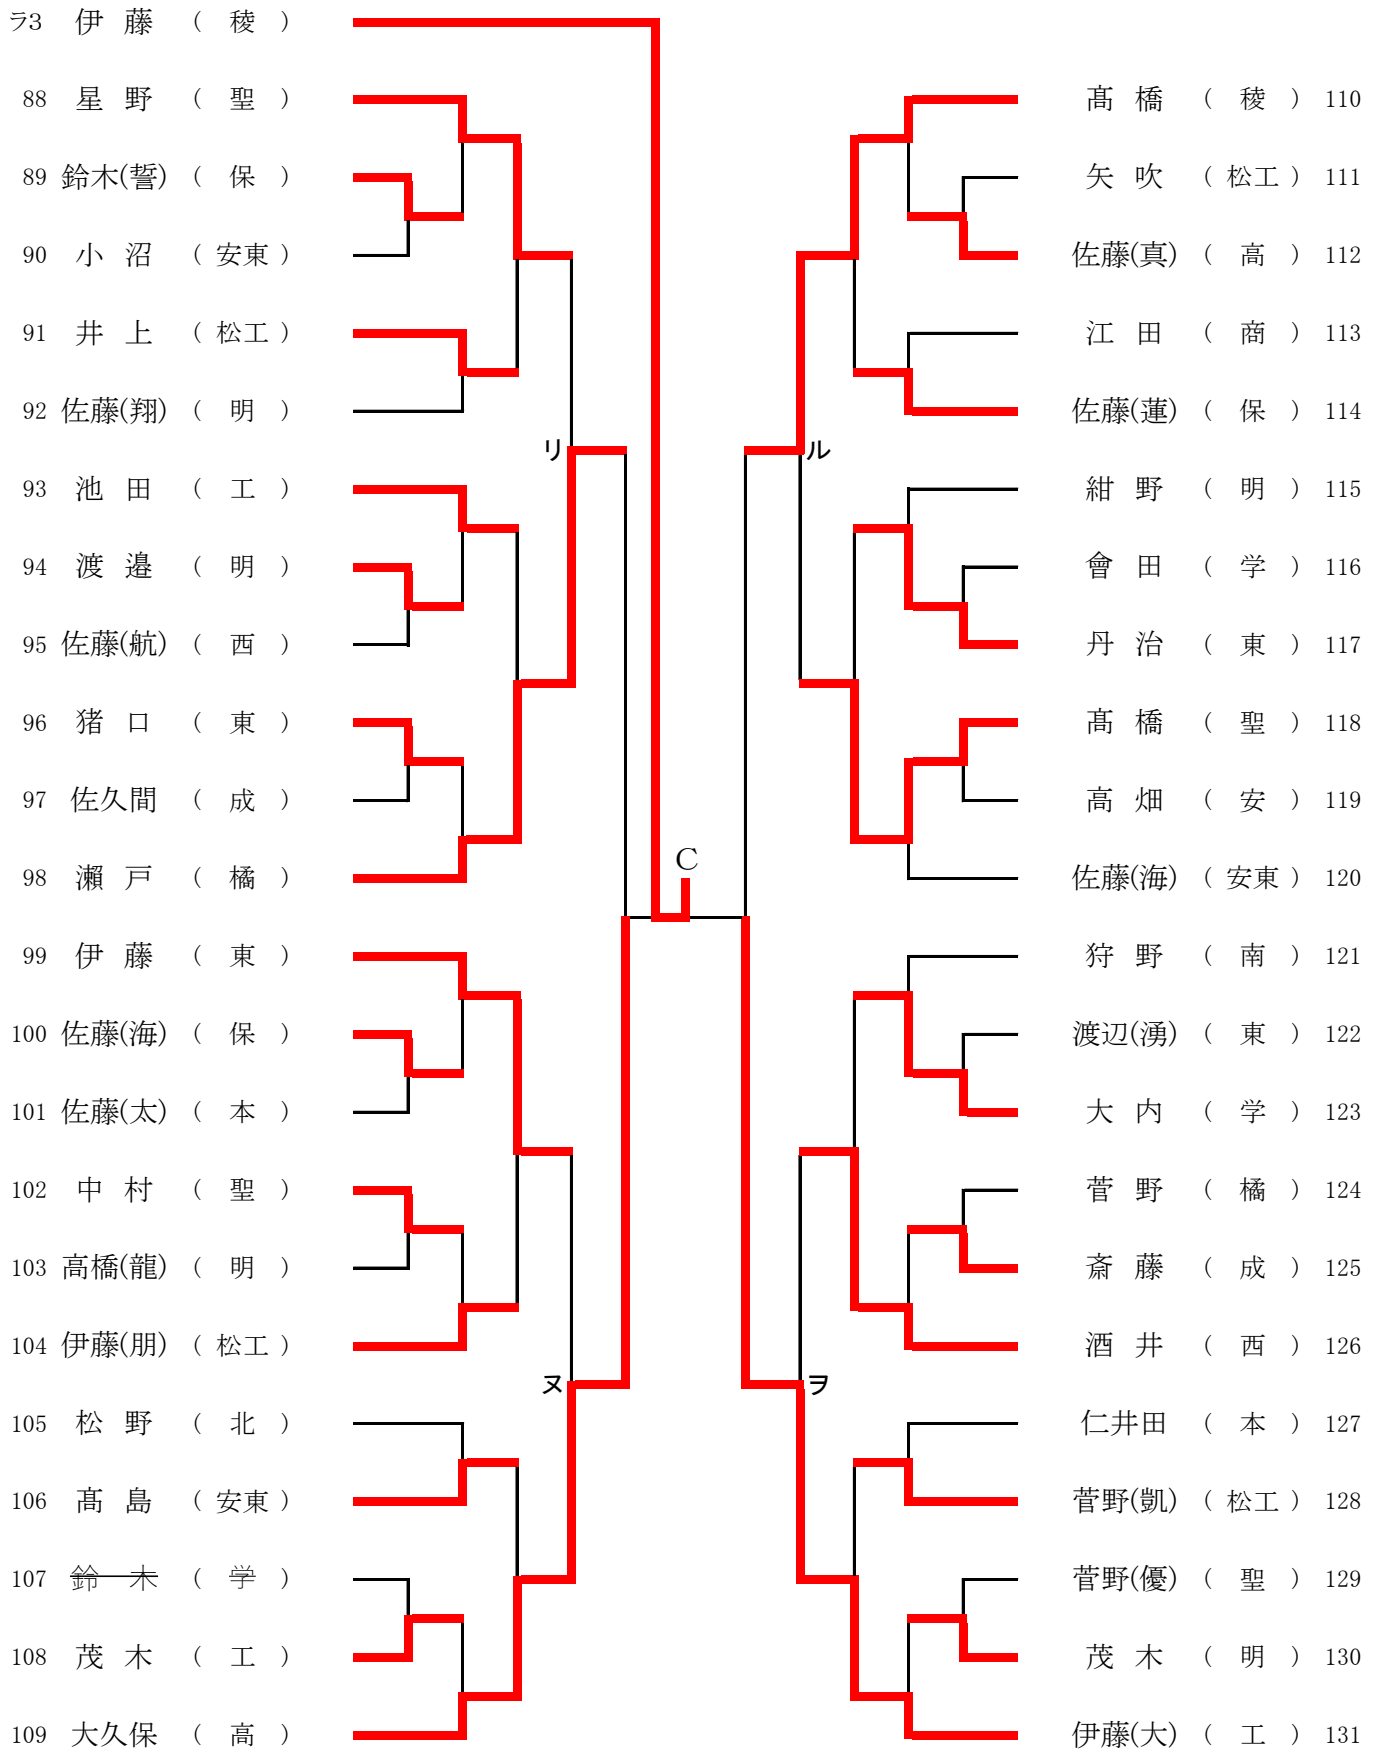 ラ3 伊藤 （ 稜 ）
88 星野 （ 聖 ）
89 鈴木(誓) （ 保 ）
90 小沼 （ 安東 ）
91 井上 （ 松工 ）
92 佐藤(翔) （ 明 ）
93 池田 （ 工 ）
94 渡邉 （ 明 ）
95 佐藤(航) （ 西 ）
96 猪口 （ 東 ）
97 佐久間 （ 成 ）
98 瀬戸 （ 橘 ）
99 伊藤 （ 東 ）
100 佐藤(海) （ 保 ）
101 佐藤(太) （ 本 ）
102 中村 （ 聖 ）
103 高橋(龍) （ 明 ）
104 伊藤(朋) （ 松工 ）
105 松野 （ 北 ）
106 髙島 （ 安東 ）
107 鈴木 （ 学 ）
108 茂木 （ 工 ）
109 大久保 （ 高 ）
リ
ヌ
C
ル
ヲ
髙橋 （ 稜 ） 110
矢吹 （ 松工 ） 111
佐藤(真) （ 高 ） 112
江田 （ 商 ） 113
佐藤(蓮) （ 保 ） 114
紺野 （ 明 ） 115
會田 （ 学 ） 116
丹治 （ 東 ） 117
髙橋 （ 聖 ） 118
高畑 （ 安 ） 119
佐藤(海) （ 安東 ） 120
狩野 （ 南 ） 121
渡辺(湧) （ 東 ） 122
大内 （ 学 ） 123
菅野 （ 橘 ） 124
斎藤 （ 成 ） 125
酒井 （ 西 ） 126
仁井田 （ 本 ） 127
菅野(凱) （ 松工 ） 128
菅野(優) （ 聖 ） 129
茂木 （ 明 ） 130
伊藤(大) （ 工 ） 131